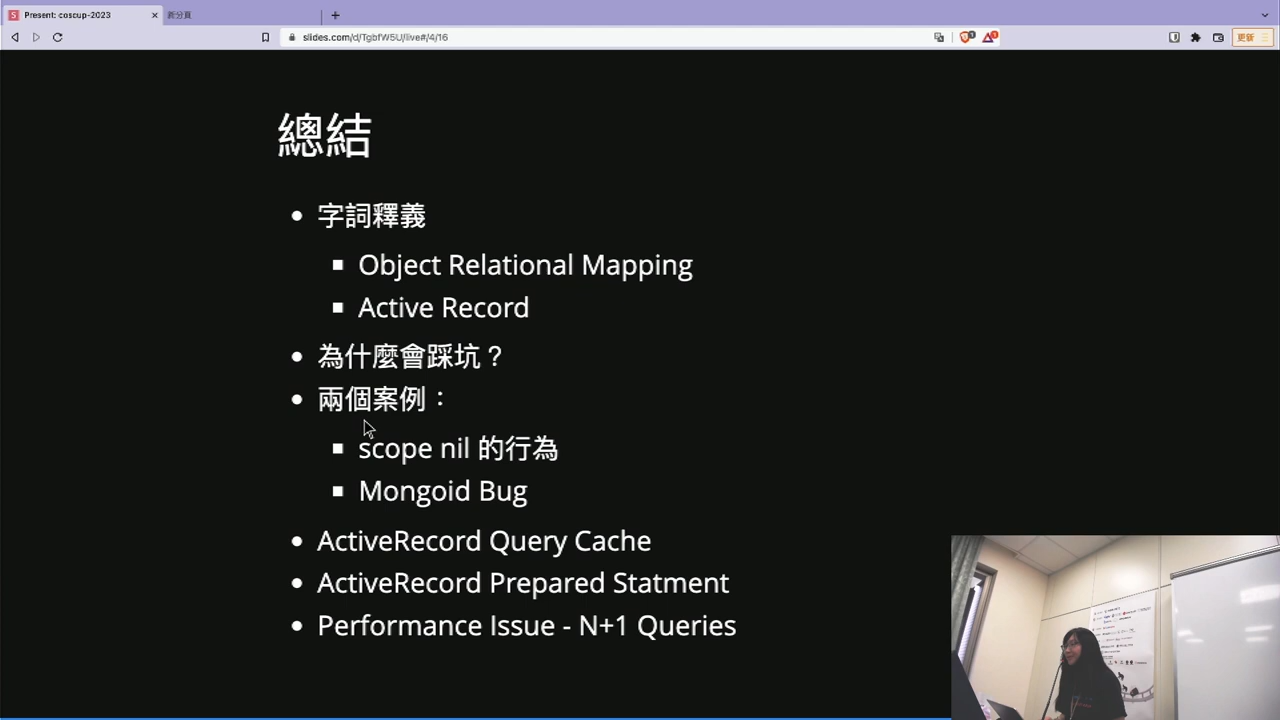 Present: coscup-2023
新分頁
slides.com/d/TgbfW5U/live#/4/16
更新
總結
字詞釋義
Object Relational Mapping
Active Record
為什麼會踩坑？
兩個案例：
scope nil 的行為
Mongoid Bug
ActiveRecord Query Cache
ActiveRecord Prepared Statment
Performance Issue - N+1 Queries